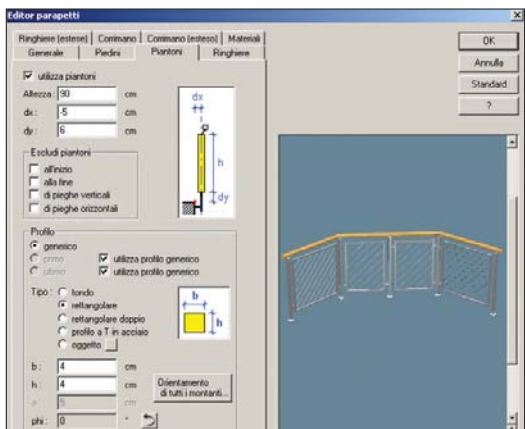 Editor parapetti
Ringhiere (estese) Corrimano Corrimano (esteso) Materiali
Generale Piedini Piantoni Ringhiere
utilizza piantoni
Altezza : 90 cm
dx : -5 cm
dy : 6 cm
dx
h
dy
Escludi piantoni
all'inizio
alla fine
di pieghe verticali
di pieghe orizzontali
Profilo
generico
primo utilizza profilo generico
ultimo utilizza profilo generico
Tipo : tondo
rettangolare
rettangolare doppio
profilo a T in acciaio
oggetto
b
h
b : 4 cm
h : 4 cm
cm
phi : 0 °
Orientamento
di tutti i montanti...
OK
Annulla
Standard
?